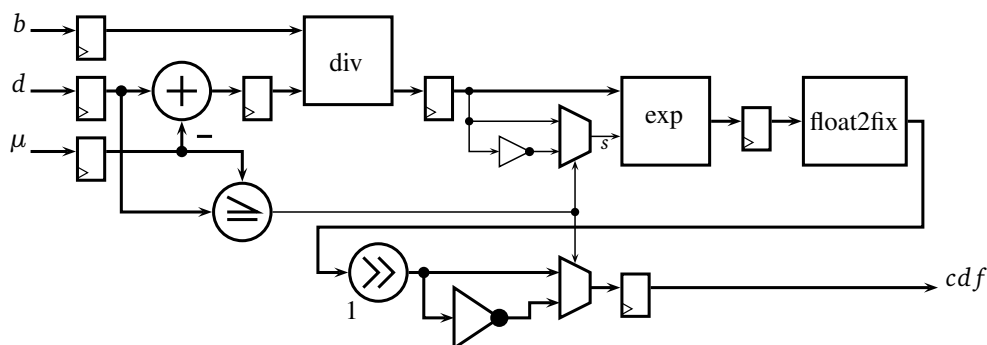 b
div
d
+
exp
float2fix
μ
−
s
≥
>>
1
cdf